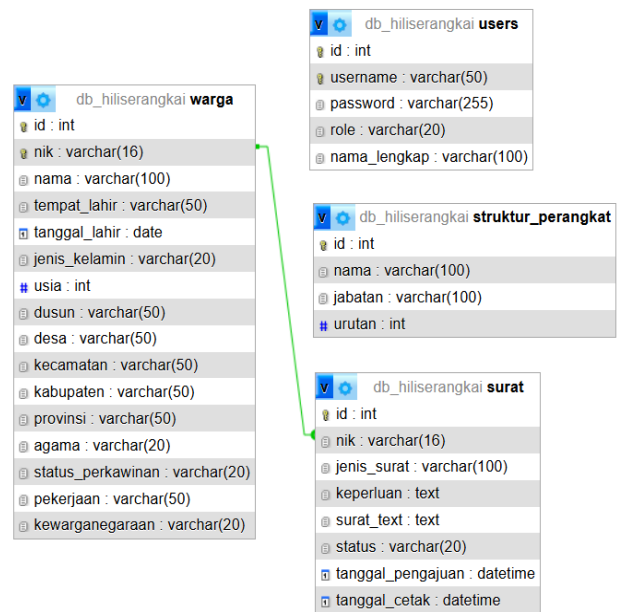 db_hiliserangkai users
id : int
username : varchar(50)
password : varchar(255)
role : varchar(20)
nama_lengkap : varchar(100)
db_hiliserangkai warga
id : int
nik : varchar(16)
nama : varchar(100)
tempat_lahir : varchar(50)
tanggal_lahir : date
jenis_kelamin : varchar(20)
# usia : int
dusun : varchar(50)
desa : varchar(50)
kecamatan : varchar(50)
kabupaten : varchar(50)
provinsi : varchar(50)
agama : varchar(20)
status_perkawinan : varchar(20)
pekerjaan : varchar(50)
kewarganegaraan : varchar(20)
db_hiliserangkai struktur_perangkat
id : int
nama : varchar(100)
jabatan : varchar(100)
# urutan : int
db_hiliserangkai surat
id : int
nik : varchar(16)
jenis_surat : varchar(100)
keperluan : text
surat_text : text
status : varchar(20)
tanggal_pengajuan : datetime
tanggal_cetak : datetime